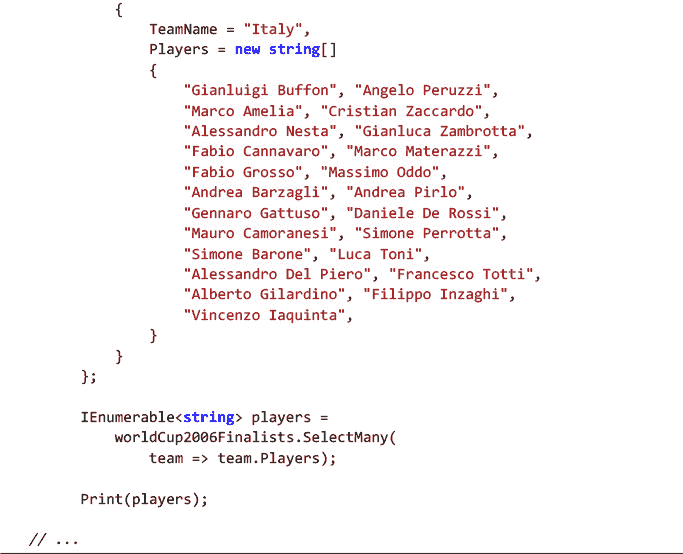 {
TeamName = "Italy",
Players = new string[]
{
"Gianluigi Buffon", "Angelo Peruzzi",
"Marco Amelia", "Cristian Zaccardo",
"Alessandro Nesta", "Gianluca Zambrotta",
"Fabio Cannavaro", "Marco Materazzi",
"Fabio Grosso", "Massimo Oddo",
"Andrea Barzagli", "Andrea Pirlo",
"Gennaro Gattuso", "Daniele De Rossi",
"Mauro Camoranesi", "Simone Perrotta",
"Simone Barone", "Luca Toni",
"Alessandro Del Piero", "Francesco Totti",
"Alberto Gilardino", "Filippo Inzaghi",
"Vincenzo Iaquinta",
}
}
};
IEnumerable<string> players =
worldCup2006Finalists.SelectMany(
team => team.Players);
Print(players);
// ...